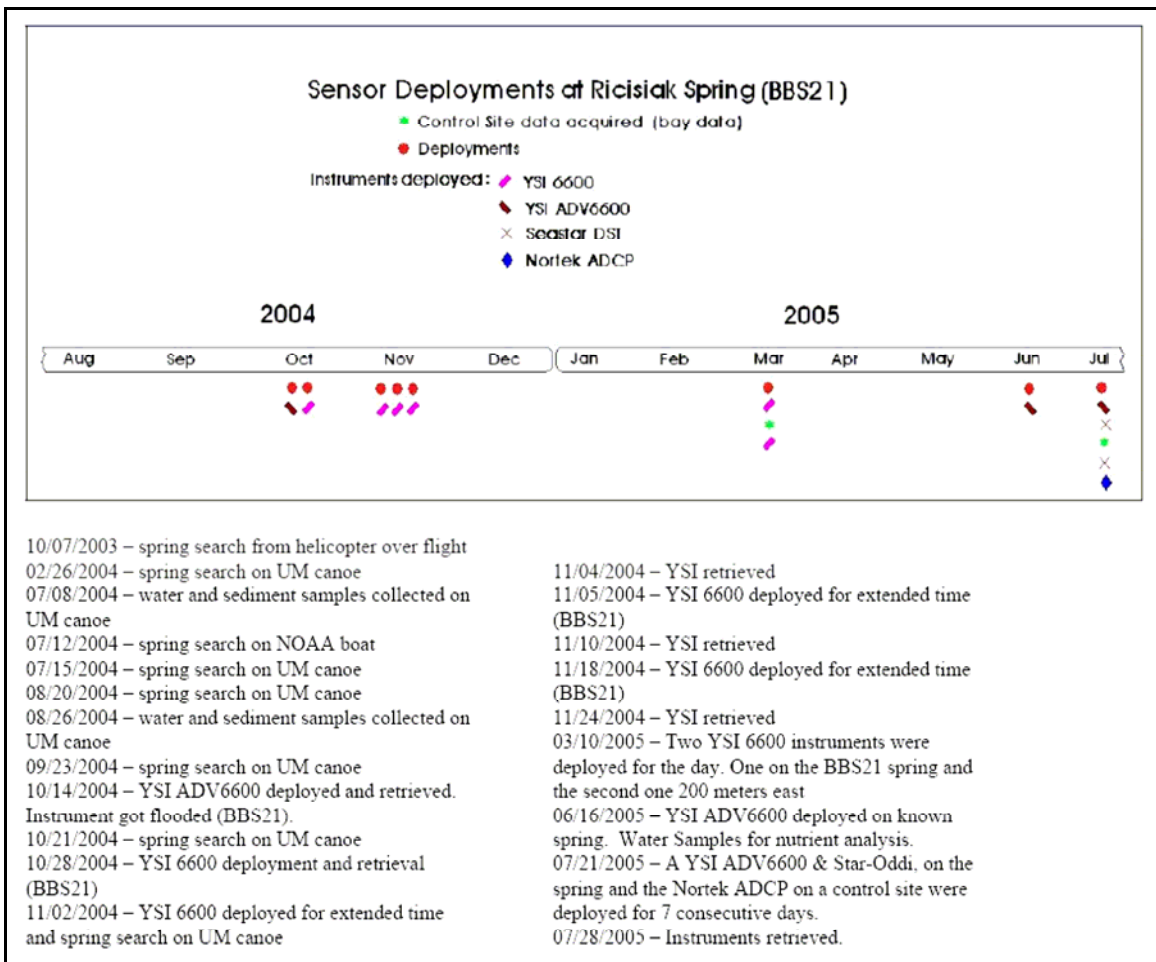 Sensor Deployments at Ricisiak Spring (BBS21)
Control Site data acquired (bay data)
Deployments
Instruments deployed: YSI 6600
YSI ADV6600
Seastar DSI
Nortek ADCP
2004 2005
Aug Sep Oct Nov Dec Jan Feb Mar Apr May Jun Jul
10/07/2003 – spring search from helicopter over flight
02/26/2004 – spring search on UM canoe
07/08/2004 – water and sediment samples collected on
UM canoe
07/12/2004 – spring search on NOAA boat
07/15/2004 – spring search on UM canoe
08/20/2004 – spring search on UM canoe
08/26/2004 – water and sediment samples collected on
UM canoe
09/23/2004 – spring search on UM canoe
10/14/2004 – YSI ADV6600 deployed and retrieved.
Instrument got flooded (BBS21).
10/21/2004 – spring search on UM canoe
10/28/2004 – YSI 6600 deployment and retrieval
(BBS21)
11/02/2004 – YSI 6600 deployed for extended time
and spring search on UM canoe
11/04/2004 – YSI retrieved
11/05/2004 – YSI 6600 deployed for extended time
(BBS21)
11/10/2004 – YSI retrieved
11/18/2004 – YSI 6600 deployed for extended time
(BBS21)
11/24/2004 – YSI retrieved
03/10/2005 – Two YSI 6600 instruments were
deployed for the day. One on the BBS21 spring and
the second one 200 meters east
06/16/2005 – YSI ADV6600 deployed on known
spring. Water Samples for nutrient analysis.
07/21/2005 – A YSI ADV6600 & Star-Oddi, on the
spring and the Nortek ADCP on a control site were
deployed for 7 consecutive days.
07/28/2005 – Instruments retrieved.